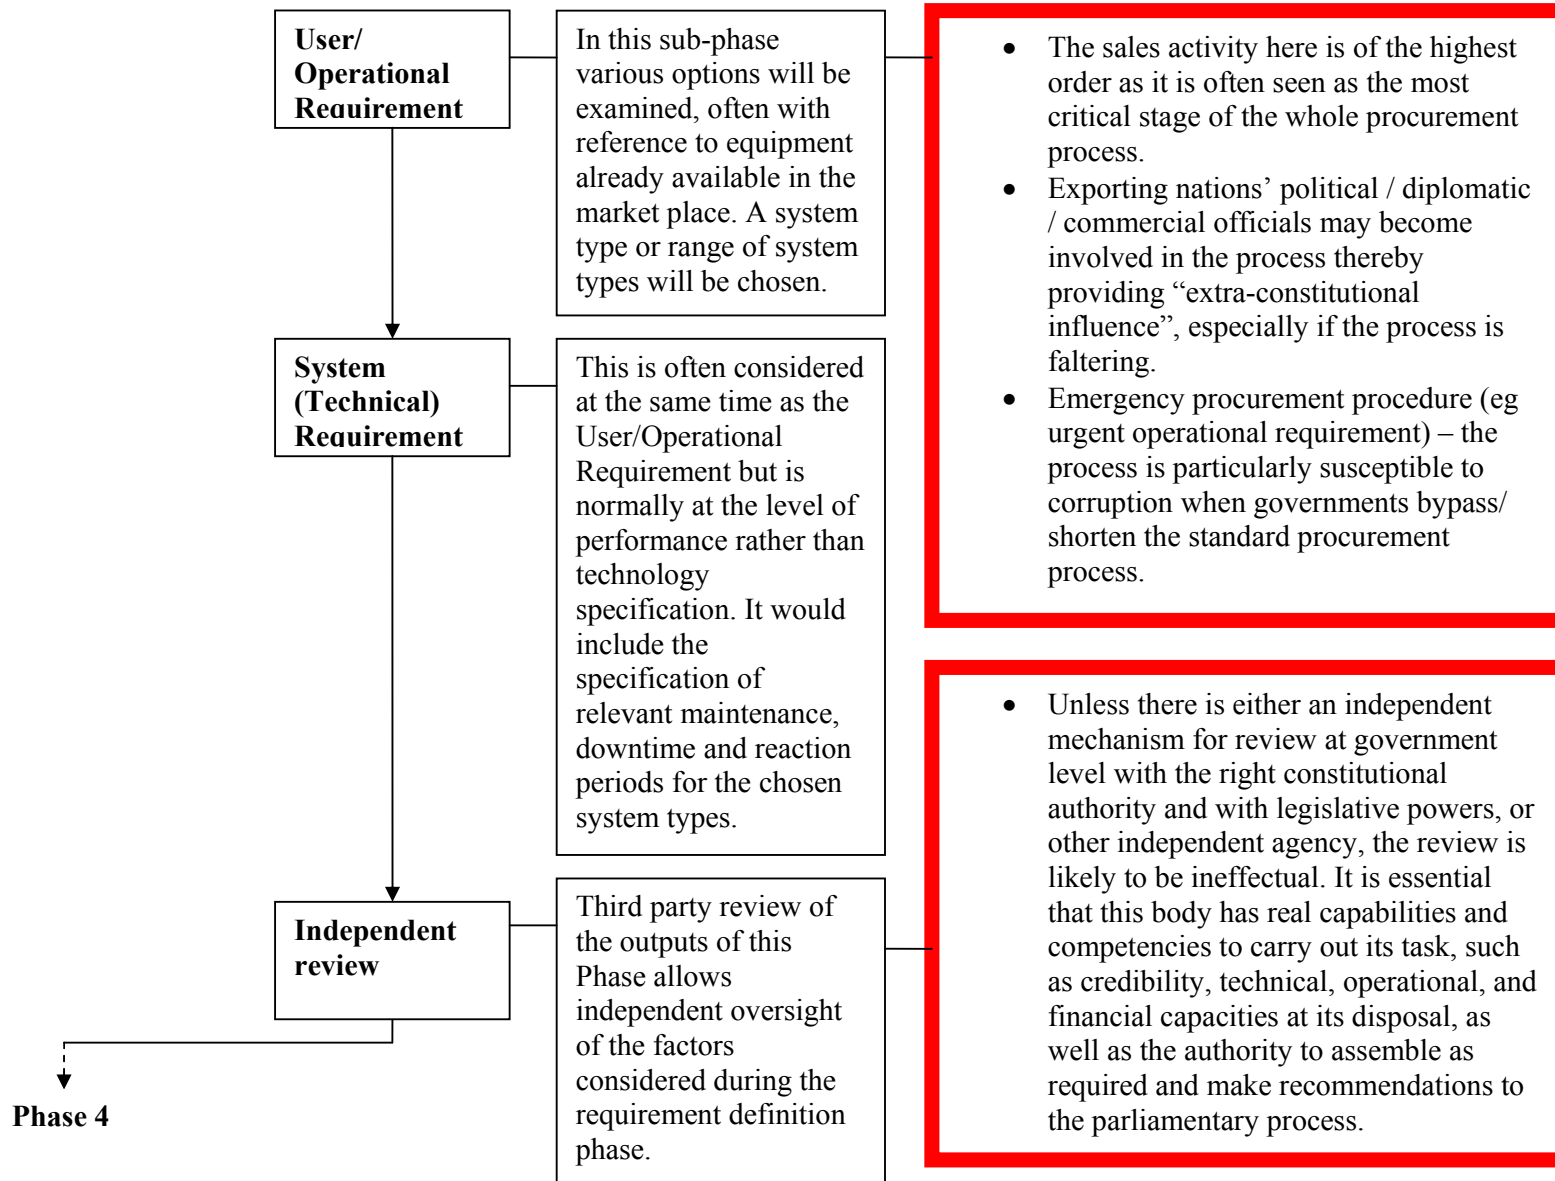 User/
Operational
Requirement
In this sub-phase
various options will be
examined, often with
reference to equipment
already available in the
market place. A system
type or range of system
types will be chosen.
• The sales activity here is of the highest
order as it is often seen as the most
critical stage of the whole procurement
process.
• Exporting nations’ political / diplomatic
/ commercial officials may become
involved in the process thereby
providing “extra-constitutional
influence”, especially if the process is
faltering.
• Emergency procurement procedure (eg
urgent operational requirement) – the
process is particularly susceptible to
corruption when governments bypass/
shorten the standard procurement
process.
System
(Technical)
Requirement
This is often considered
at the same time as the
User/Operational
Requirement but is
normally at the level of
performance rather than
technology
specification. It would
include the
specification of
relevant maintenance,
downtime and reaction
periods for the chosen
system types.
Independent
review
Third party review of
the outputs of this
Phase allows
independent oversight
of the factors
considered during the
requirement definition
phase.
• Unless there is either an independent
mechanism for review at government
level with the right constitutional
authority and with legislative powers, or
other independent agency, the review is
likely to be ineffectual. It is essential
that this body has real capabilities and
competencies to carry out its task, such
as credibility, technical, operational, and
financial capacities at its disposal, as
well as the authority to assemble as
required and make recommendations to
the parliamentary process.
Phase 4